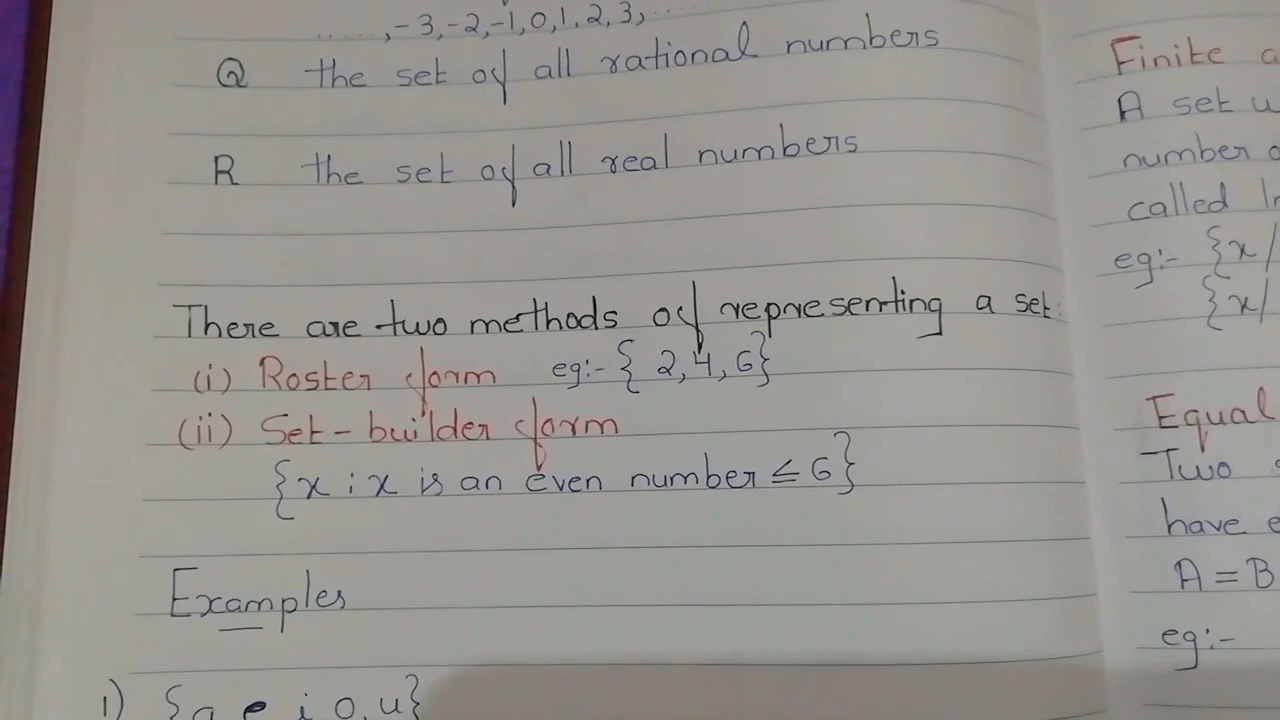 ....., -3, -2, -1, 0, 1, 2, 3, .....
Q the set of all rational numbers
R the set of all real numbers
There are two methods of representing a set:
(i) Roster form eg:- { 2, 4, 6}
(ii) Set-builder form
{x : x is an even number ≤ 6}
Examples
1) {a e i o, u}
Finite a
A set
number
called In
eg:- {x /
{x /
Equal
Two
have e
A = B
eg:-